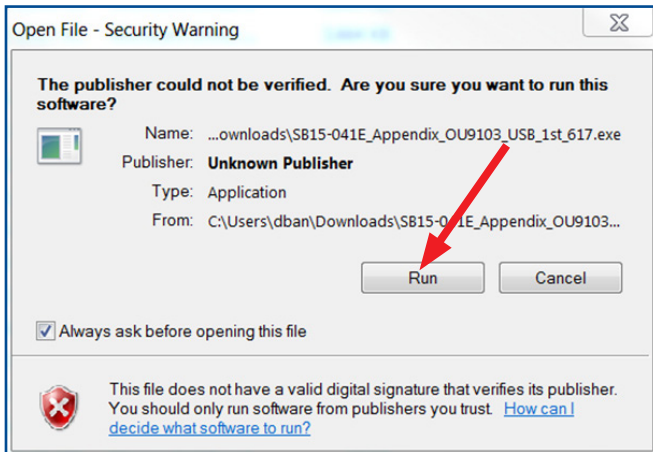 Open File - Security Warning
The publisher could not be verified.  Are you sure you want to run this
software?
Name: ...ownloads\SB15-041E_Appendix_OU9103_USB_1st_617.exe
Publisher: Unknown Publisher
Type: Application
From: C:\Users\dban\Downloads\SB15-041E_Appendix_OU9103...
Run Cancel
Always ask before opening this file
This file does not have a valid digital signature that verifies its publisher.
You should only run software from publishers you trust. How can I
decide what software to run?